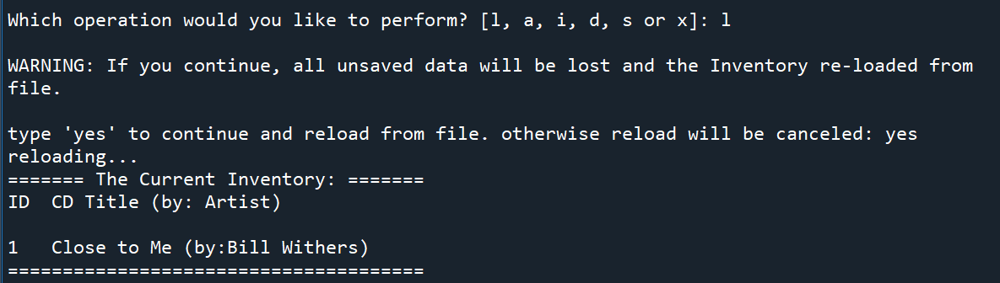 Which operation would you like to perform? [l, a, i, d, s or x]: l
WARNING: If you continue, all unsaved data will be lost and the Inventory re-loaded from
file.
type 'yes' to continue and reload from file. otherwise reload will be canceled: yes
reloading...
======= The Current Inventory: =======
ID  CD Title (by: Artist)
1   Close to Me (by:Bill Withers)
======================================